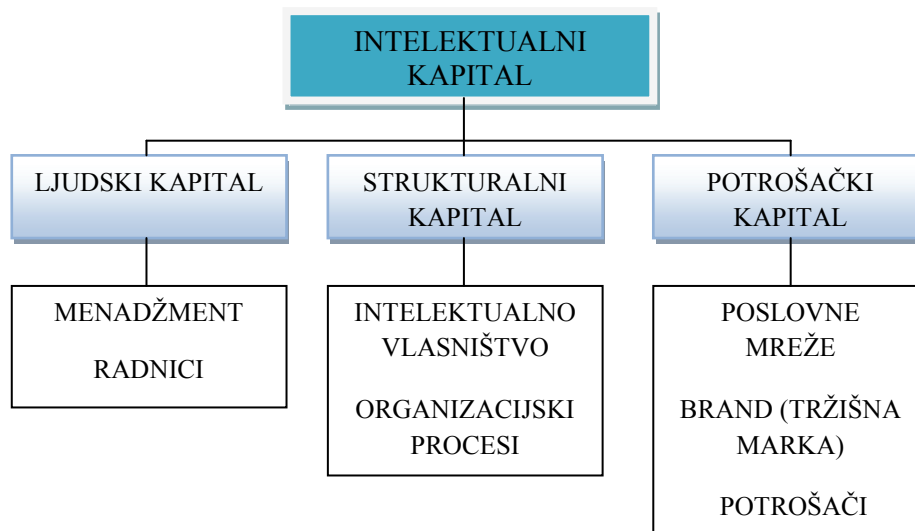 INTELEKTUALNI
KAPITAL
LJUDSKI KAPITAL
STRUKTURALNI
KAPITAL
POTROŠAČKI
KAPITAL
MENADŽMENT
RADNICI
INTELEKTUALNO
VLASNIŠTVO
ORGANIZACIJSKI
PROCESI
POSLOVNE
MREŽE
BRAND (TRŽIŠNA
MARKA)
POTROŠAČI